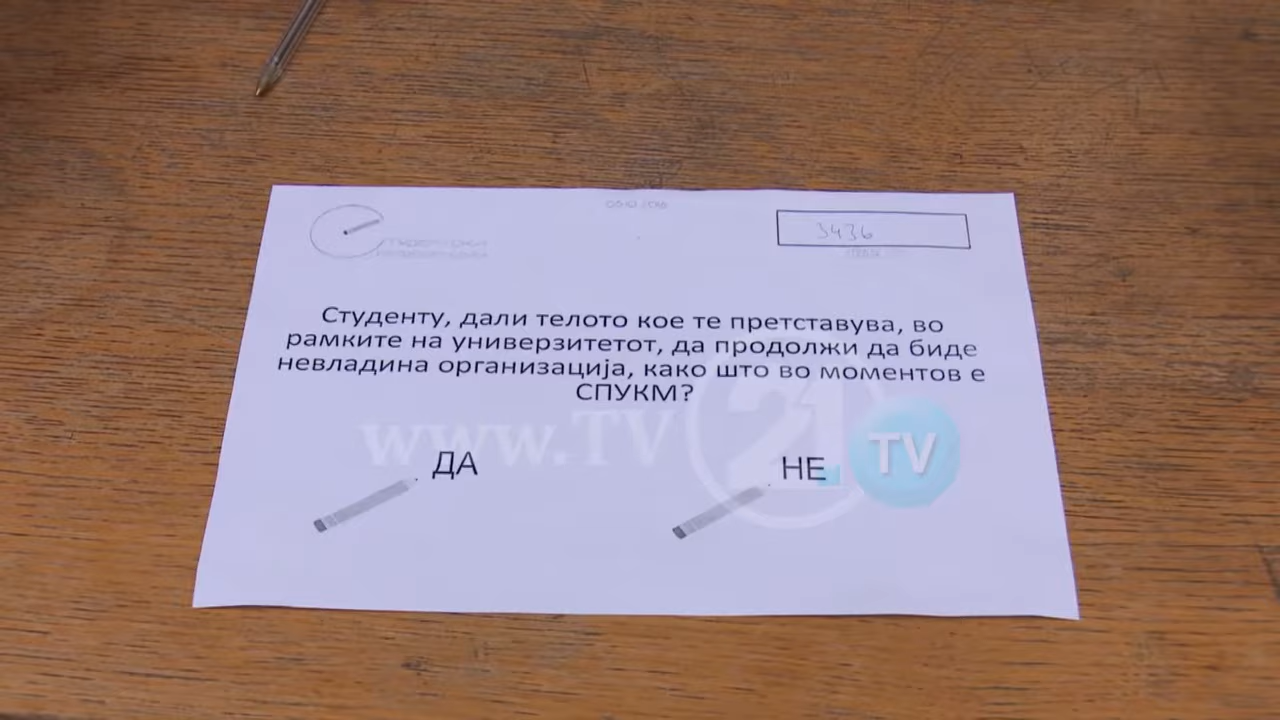 3436
Студенту, дали телото кое те претставува, во
рамките на универзитетот, да продолжи да биде
невладина организација, како што во моментов е
СПУКМ?
ДА
НЕ
www.TV 21
TV